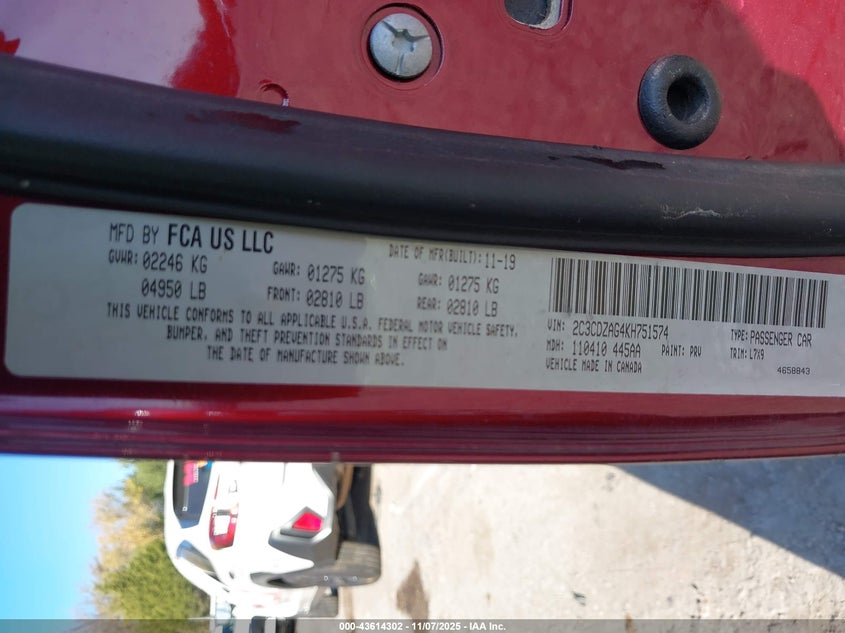 MFD BY FCA US LLC
DATE OF MFR(BUILT): 11-19
GVWR: 02246 KG
04950 LB
GAWR: 01275 KG
FRONT: 02810 LB
GAWR: 01275 KG
REAR: 02810 LB
THIS VEHICLE CONFORMS TO ALL APPLICABLE U.S.A. FEDERAL MOTOR VEHICLE SAFETY,
BUMPER, AND THEFT PREVENTION STANDARDS IN EFFECT ON
THE DATE OF MANUFACTURE SHOWN ABOVE.
VIN: 2C3CDZAG4KH751574
TYPE: PASSENGER CAR
MDH: 110410 445AA
PAINT: PRV
TRIM: L7X9
VEHICLE MADE IN CANADA
4658843
000-43614302 - 11/07/2025 - © IAA Inc.